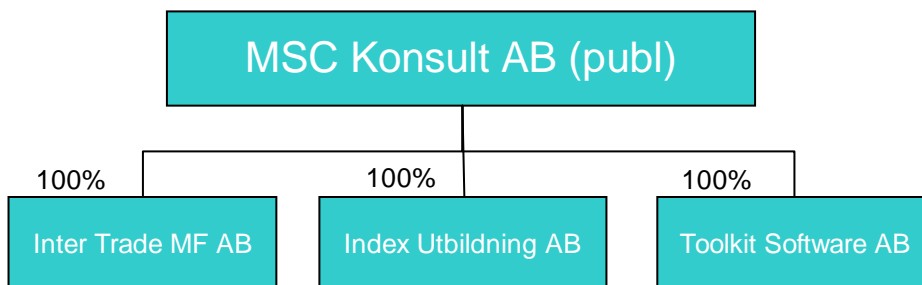 MSC Konsult AB (publ)
100%
100%
100%
Inter Trade MF AB
Index Utbildning AB
Toolkit Software AB